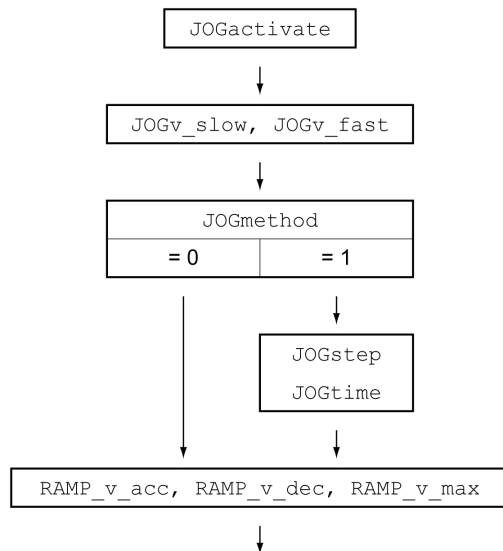 JOGactivate
JOGv_slow, JOGv_fast
JOGmethod
= 0
= 1
JOGstep
JOGtime
RAMP_v_acc, RAMP_v_dec, RAMP_v_max